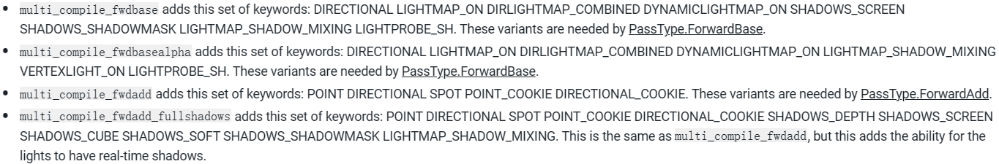 multi_compile_fwdbase adds this set of keywords: DIRECTIONAL LIGHTMAP_ON DIRLIGHTMAP_COMBINED DYNAMICLIGHTMAP_ON SHADOWS_SCREEN
SHADOWS_SHADOWMASK LIGHTMAP_SHADOW_MIXING LIGHTPROBE_SH. These variants are needed by PassType.ForwardBase.
multi_compile_fwdbasealpha adds this set of keywords: DIRECTIONAL LIGHTMAP_ON DIRLIGHTMAP_COMBINED DYNAMICLIGHTMAP_ON LIGHTMAP_SHADOW_MIXING
VERTEXLIGHT_ON LIGHTPROBE_SH. These variants are needed by PassType.ForwardBase.
multi_compile_fwdadd adds this set of keywords: POINT DIRECTIONAL SPOT POINT_COOKIE DIRECTIONAL_COOKIE. These variants are needed by PassType.ForwardAdd.
multi_compile_fwdadd_fullshadows adds this set of keywords: POINT DIRECTIONAL SPOT POINT_COOKIE DIRECTIONAL_COOKIE SHADOWS_DEPTH SHADOWS_SCREEN
SHADOWS_CUBE SHADOWS_SOFT SHADOWS_SHADOWMASK LIGHTMAP_SHADOW_MIXING. This is the same as multi_compile_fwdadd, but this adds the ability for the
lights to have real-time shadows.